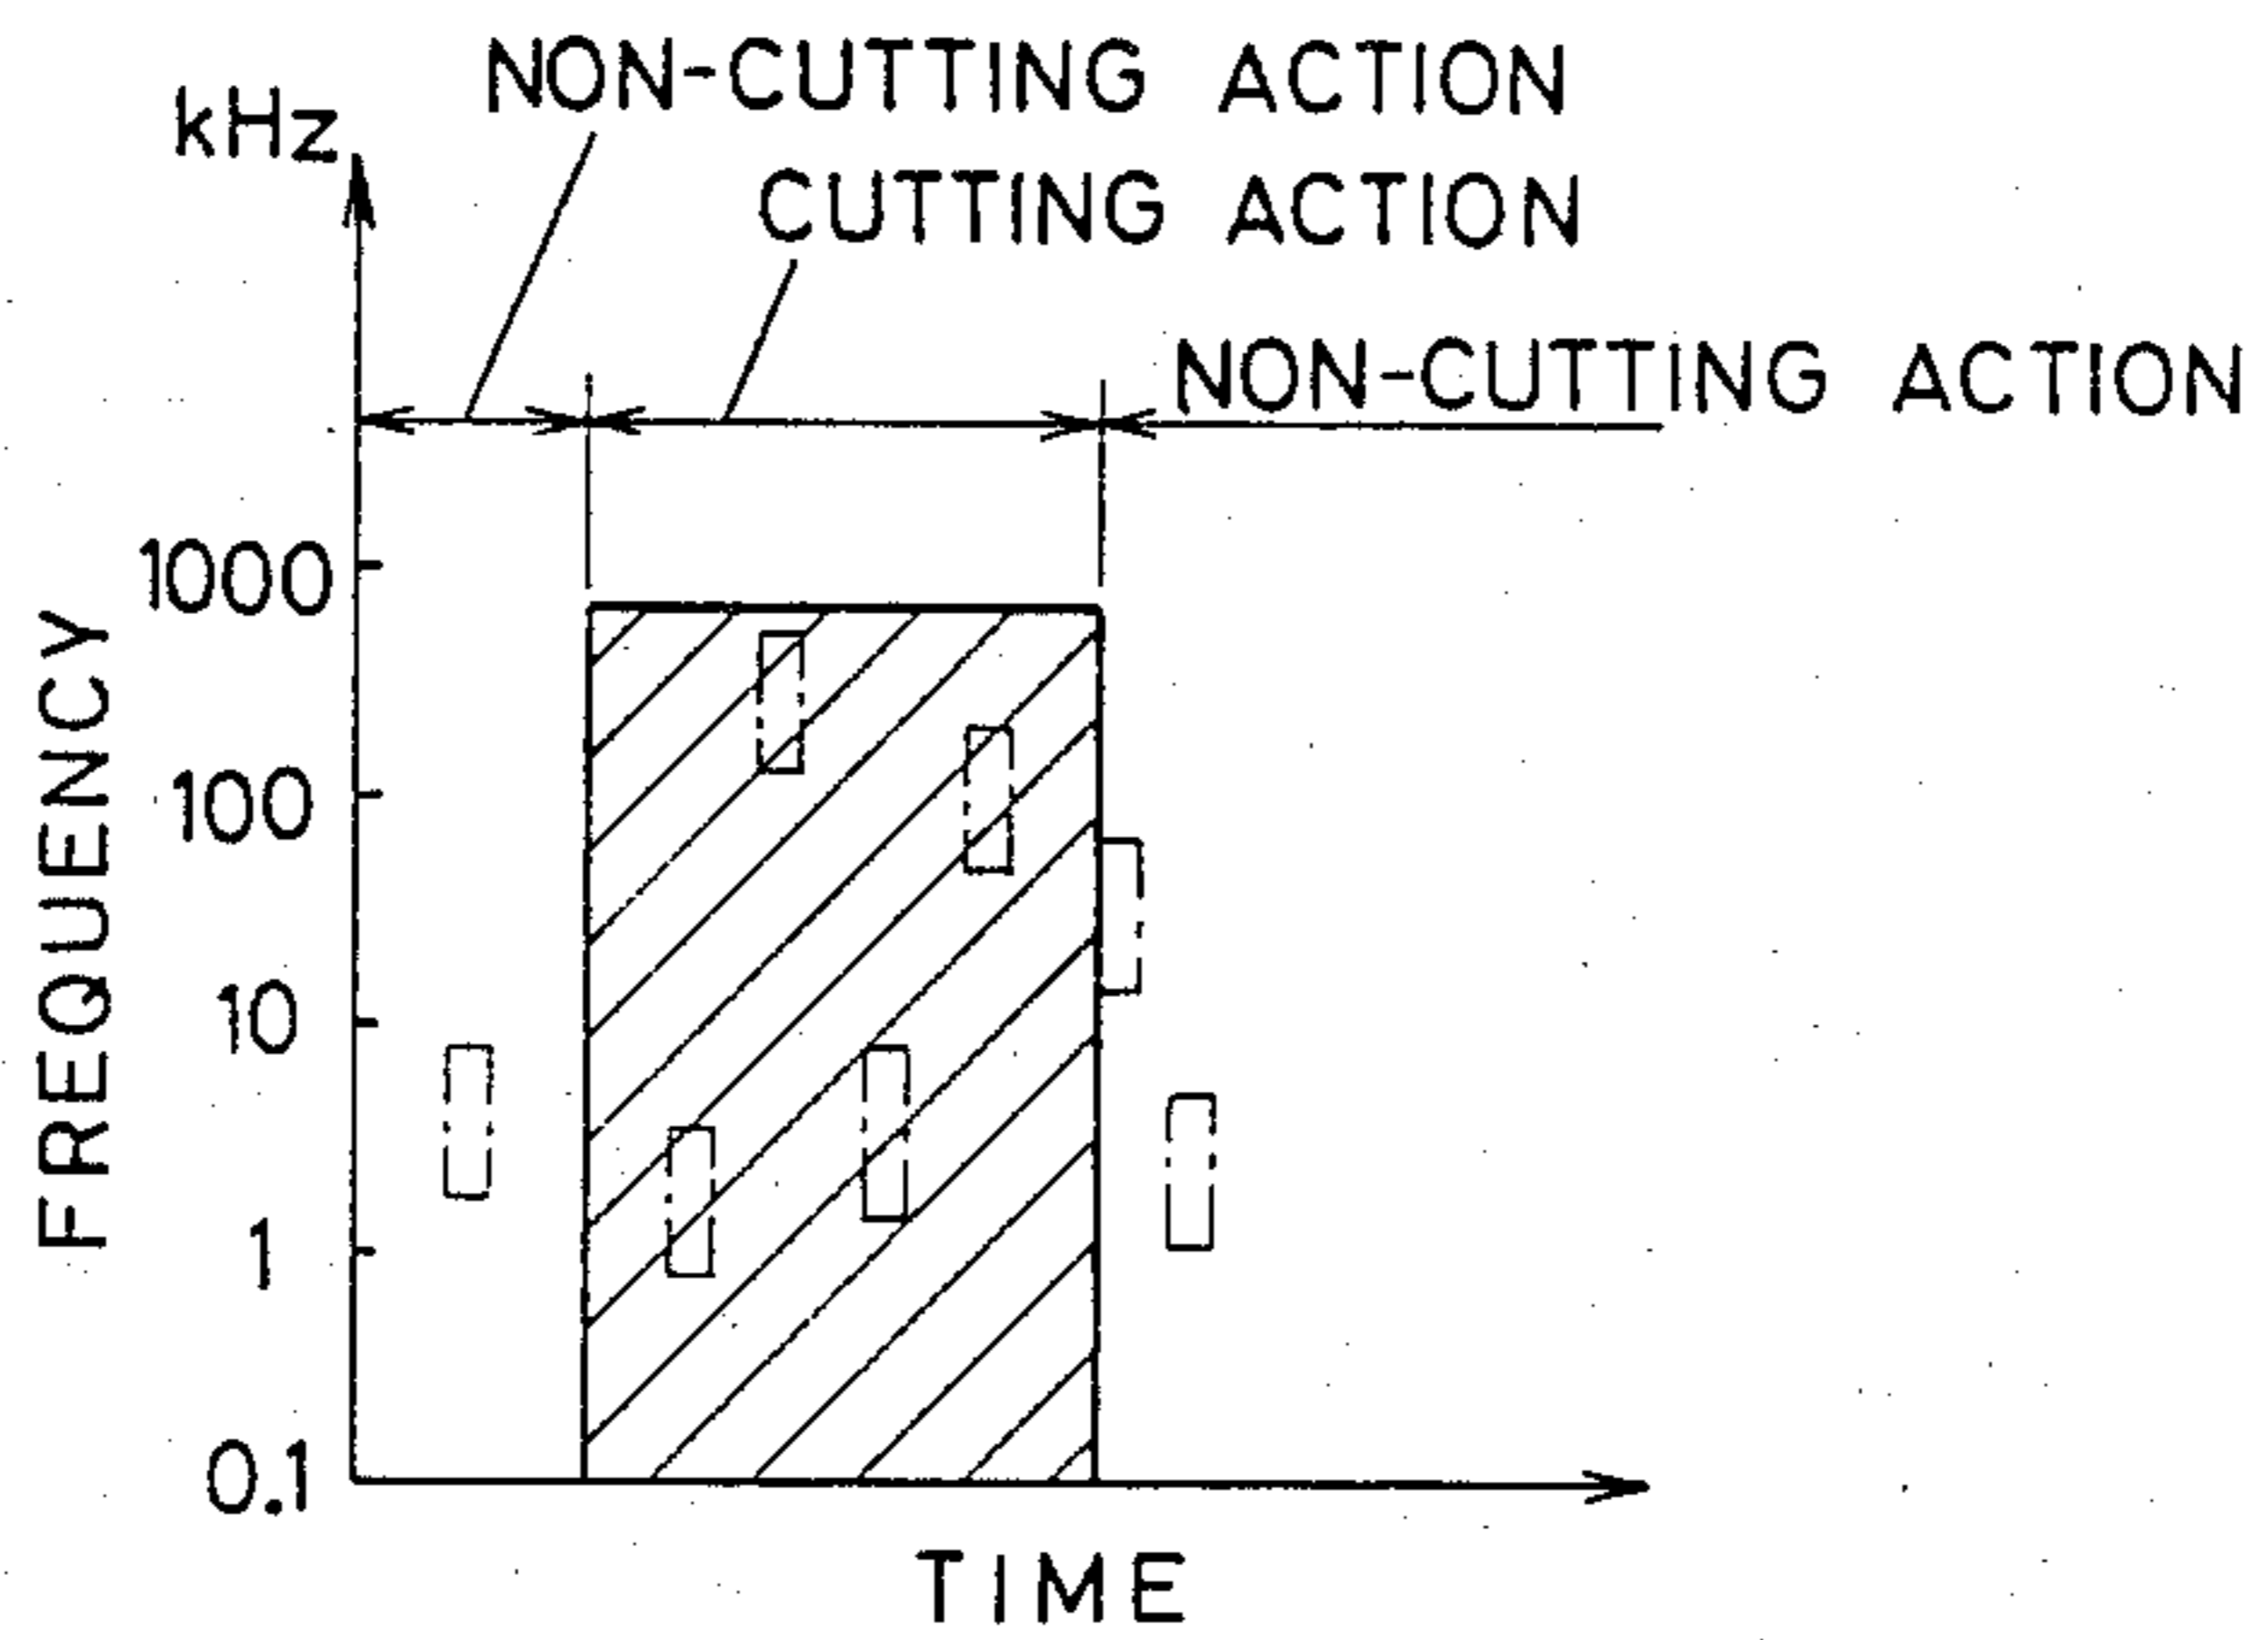 NON-CUTTING ACTION
kHz
CUTTING ACTION
NON-CUTTING ACTION
1000
100
10
1
0.1
FREQUENCY
TIME